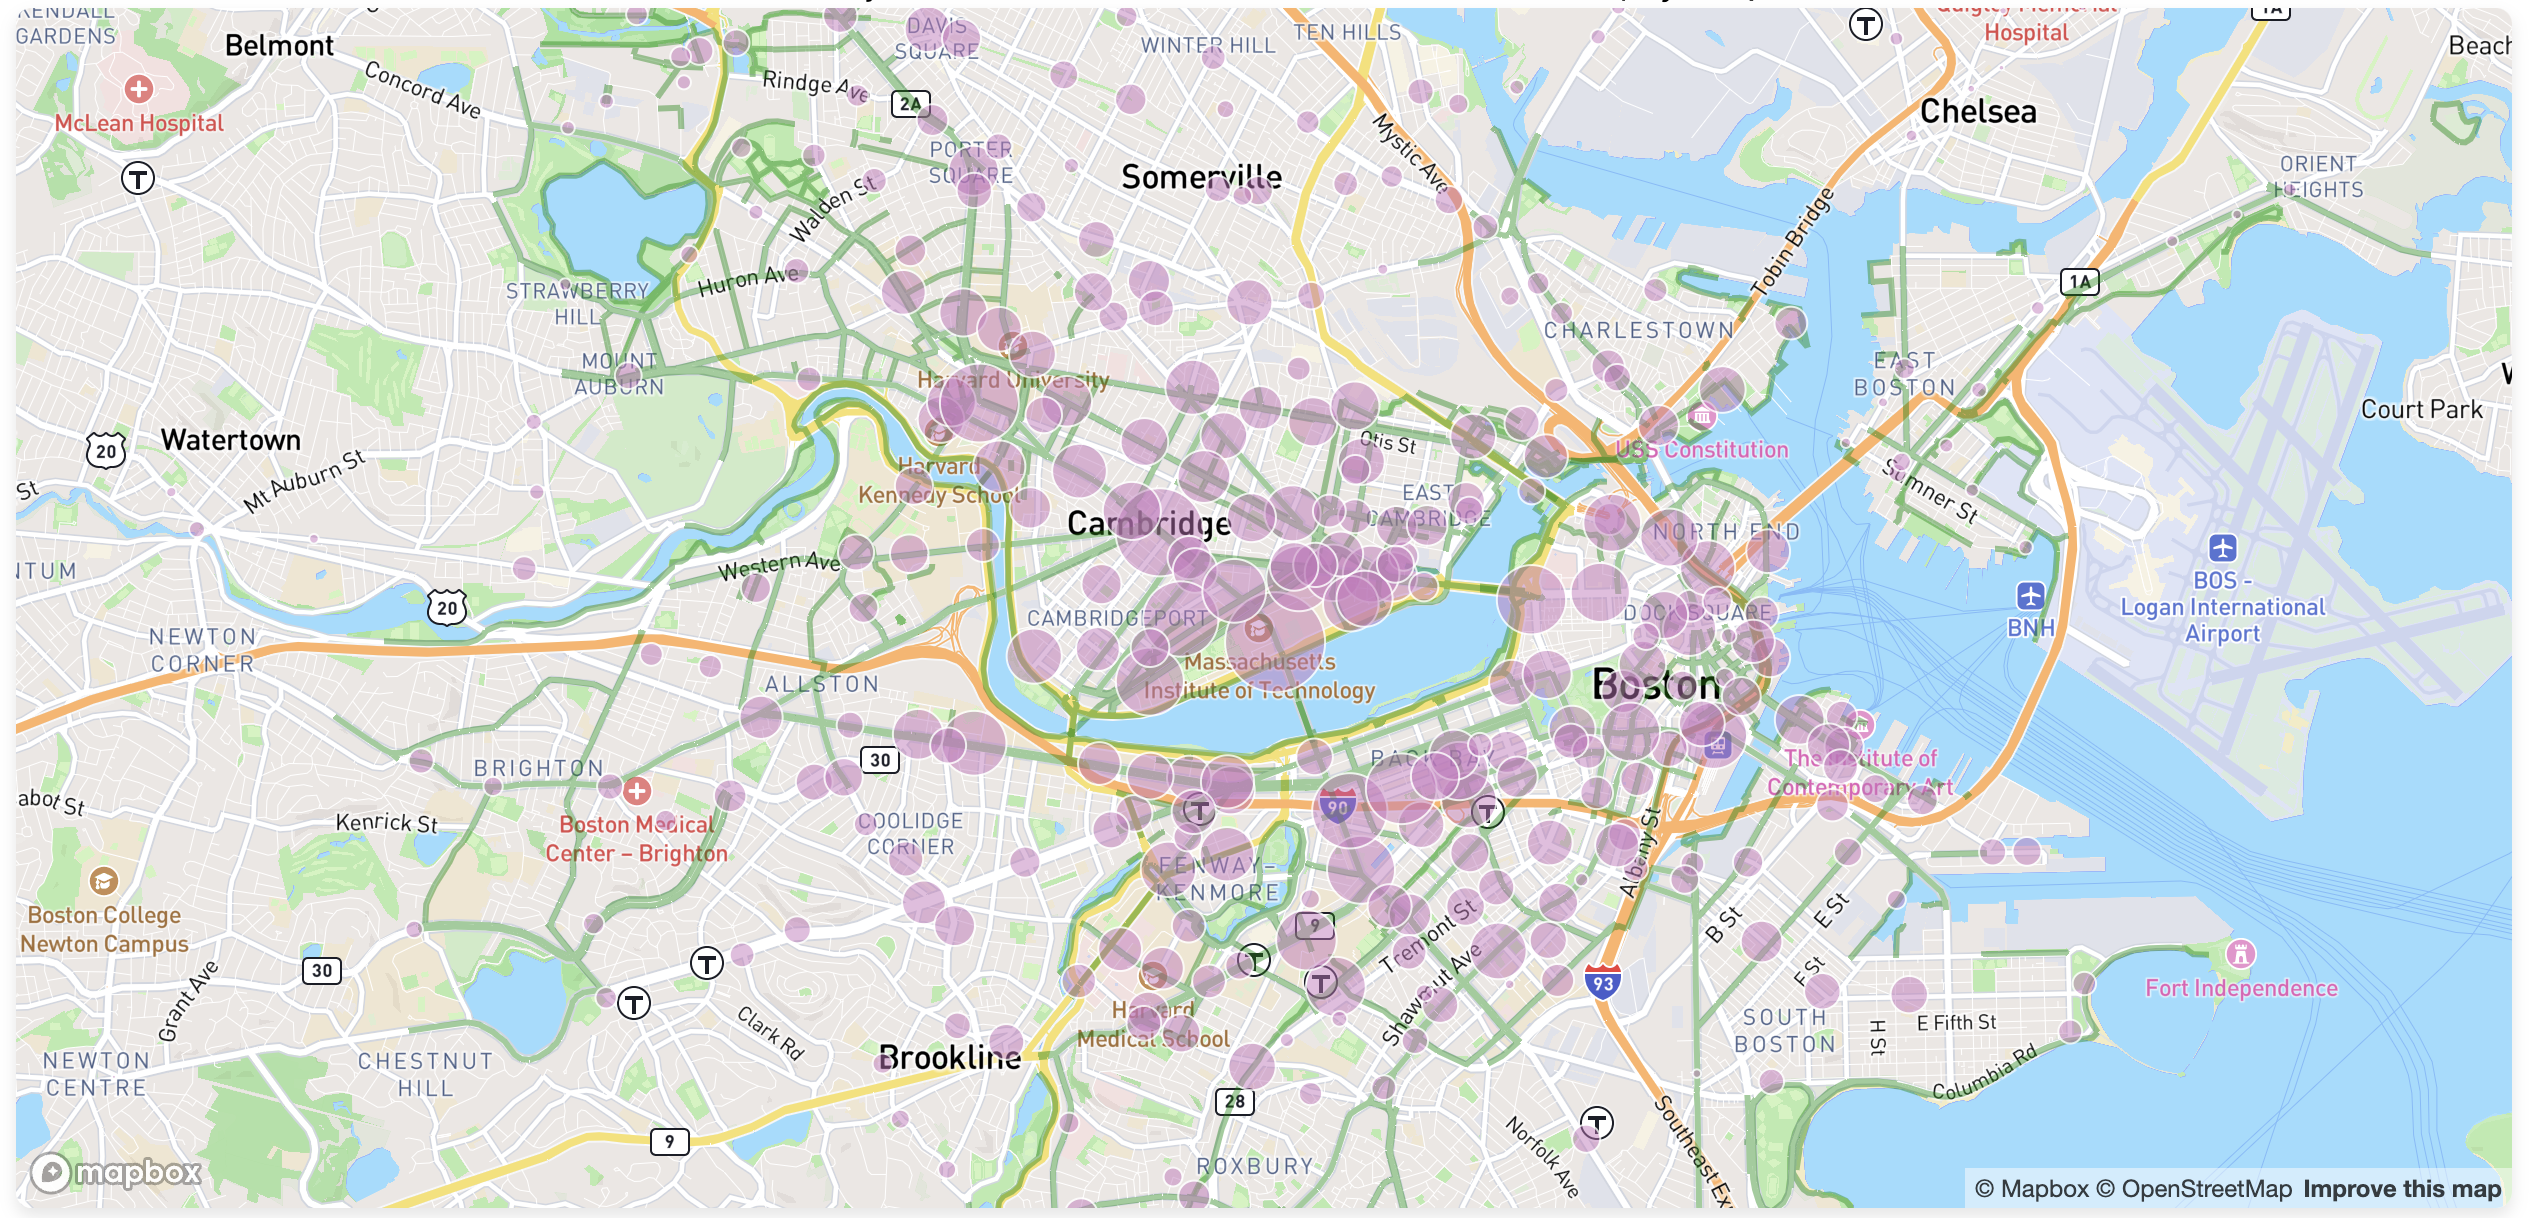 GARDENS
Belmont
Concord Ave
McLean Hospital
DAVIS
SQUARE
WINTER HILL
TEN HILLS
Hospital
1A
Beach
Rindge Ave
2A
Mystic Ave
Chelsea
PORTER
SQUARE
Somerville
Walden St
ORIENT
HEIGHTS
Tobin Bridge
Huron Ave
STRAWBERRY
HILL
1A
CHARLESTOWN
MOUNT
AUBURN
EAST
BOSTON
Harvard University
Court Park
Watertown
20
Mt Auburn St
St
Otis St
USS Constitution
Harvard
Kennedy School
Sumner St
EAST
CAMBRIDGE
Cambridge
NORTH END
Western Ave
NTUM
20
BOS -
Logan International
Airport
BNH
CAMBRIDGEPORT
DOCK SQUARE
NEWTON
CORNER
Massachusetts
Institute of Technology
Boston
ALLSTON
BACK BAY
30
The Institute of
Contemporary Art
BRIGHTON
abot St
Kenrick St
Boston Medical
Center – Brighton
COOLIDGE
CORNER
90
Albany St
FENWAY–
KENMORE
Boston College
Newton Campus
9
Tremont St
B St
E St
30
Grant Ave
Shawmut Ave
F St
93
Fort Independence
Harvard
Medical School
SOUTH
BOSTON
H St
E Fifth St
Clark Rd
Brookline
NEWTON
CENTRE
CHESTNUT
HILL
Columbia Rd
28
9
Norfolk Ave
Southeast Ex
ROXBURY
mapbox
© Mapbox © OpenStreetMap Improve this map